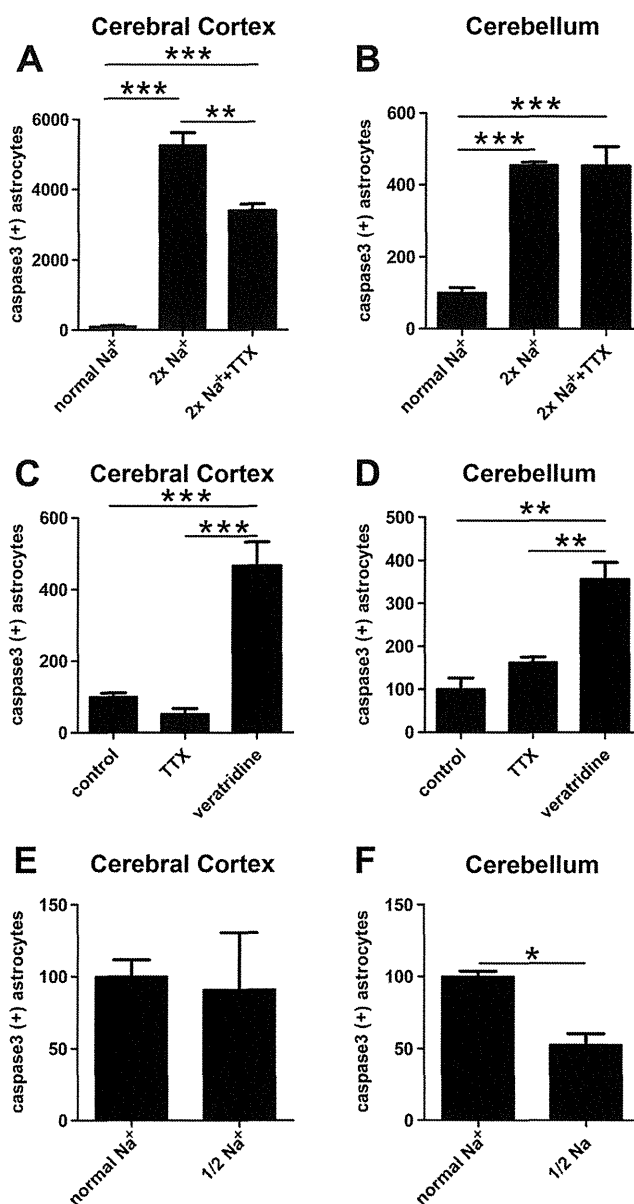 Cerebral Cortex
A
***
***
**
caspase3 (+) astrocytes
6000
4000
2000
0
normal Na+
2x Na+
2x Na++TTX
Cerebellum
B
***
***
caspase3 (+) astrocytes
600
400
200
0
normal Na+
2x Na+
2x Na++TTX
C
Cerebral Cortex
***
***
caspase3 (+) astrocytes
600
400
200
0
control
TTX
veratridine
D
Cerebellum
**
**
caspase3 (+) astrocytes
500
400
300
200
100
0
control
TTX
veratridine
E
Cerebral Cortex
caspase3 (+) astrocytes
150
100
50
0
normal Na+
1/2 Na+
F
Cerebellum
*
caspase3 (+) astrocytes
150
100
50
0
normal Na+
1/2 Na